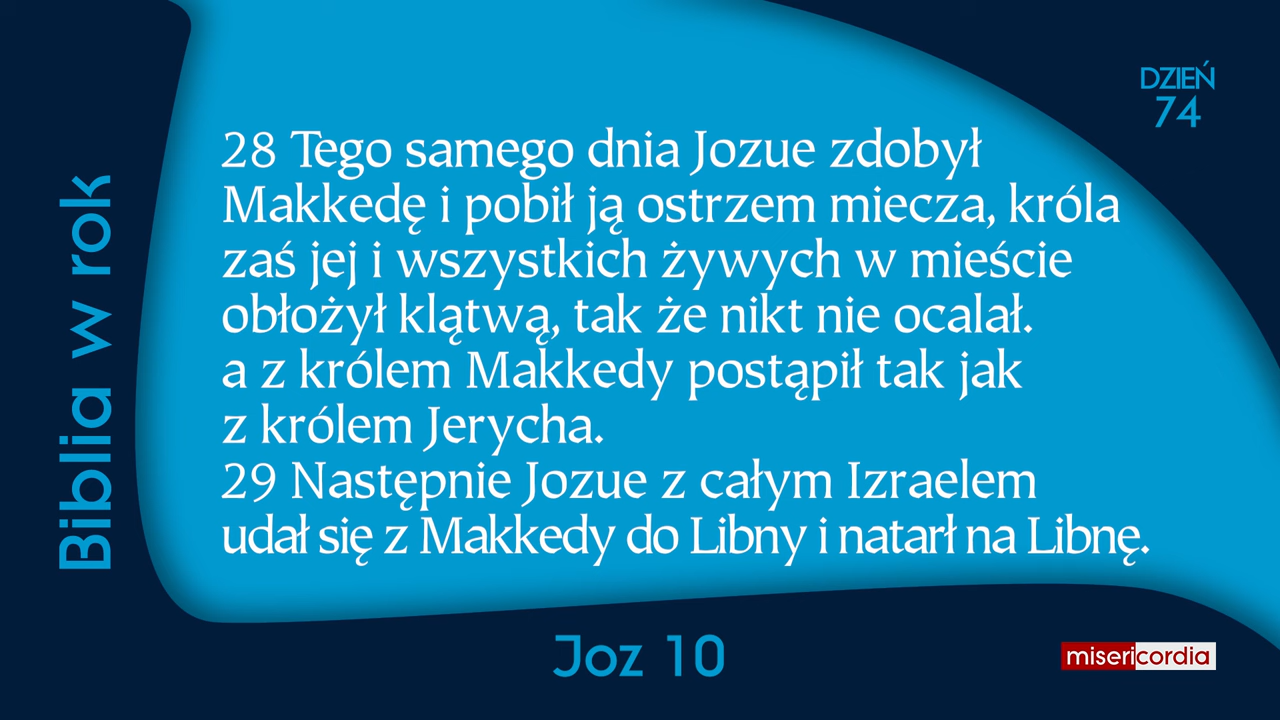 DZIEŃ
74
Biblia w rok
28 Tego samego dnia Jozue zdobył
Makkedę i pobił ją ostrzem miecza, króla
zaś jej i wszystkich żywych w mieście
obłożył klątwą, tak że nikt nie ocalał.
a z królem Makkedy postąpił tak jak
z królem Jerycha.
29 Następnie Jozue z całym Izraelem
udał się z Makkedy do Libny i natarł na Libnę.
Joz 10
misericordia